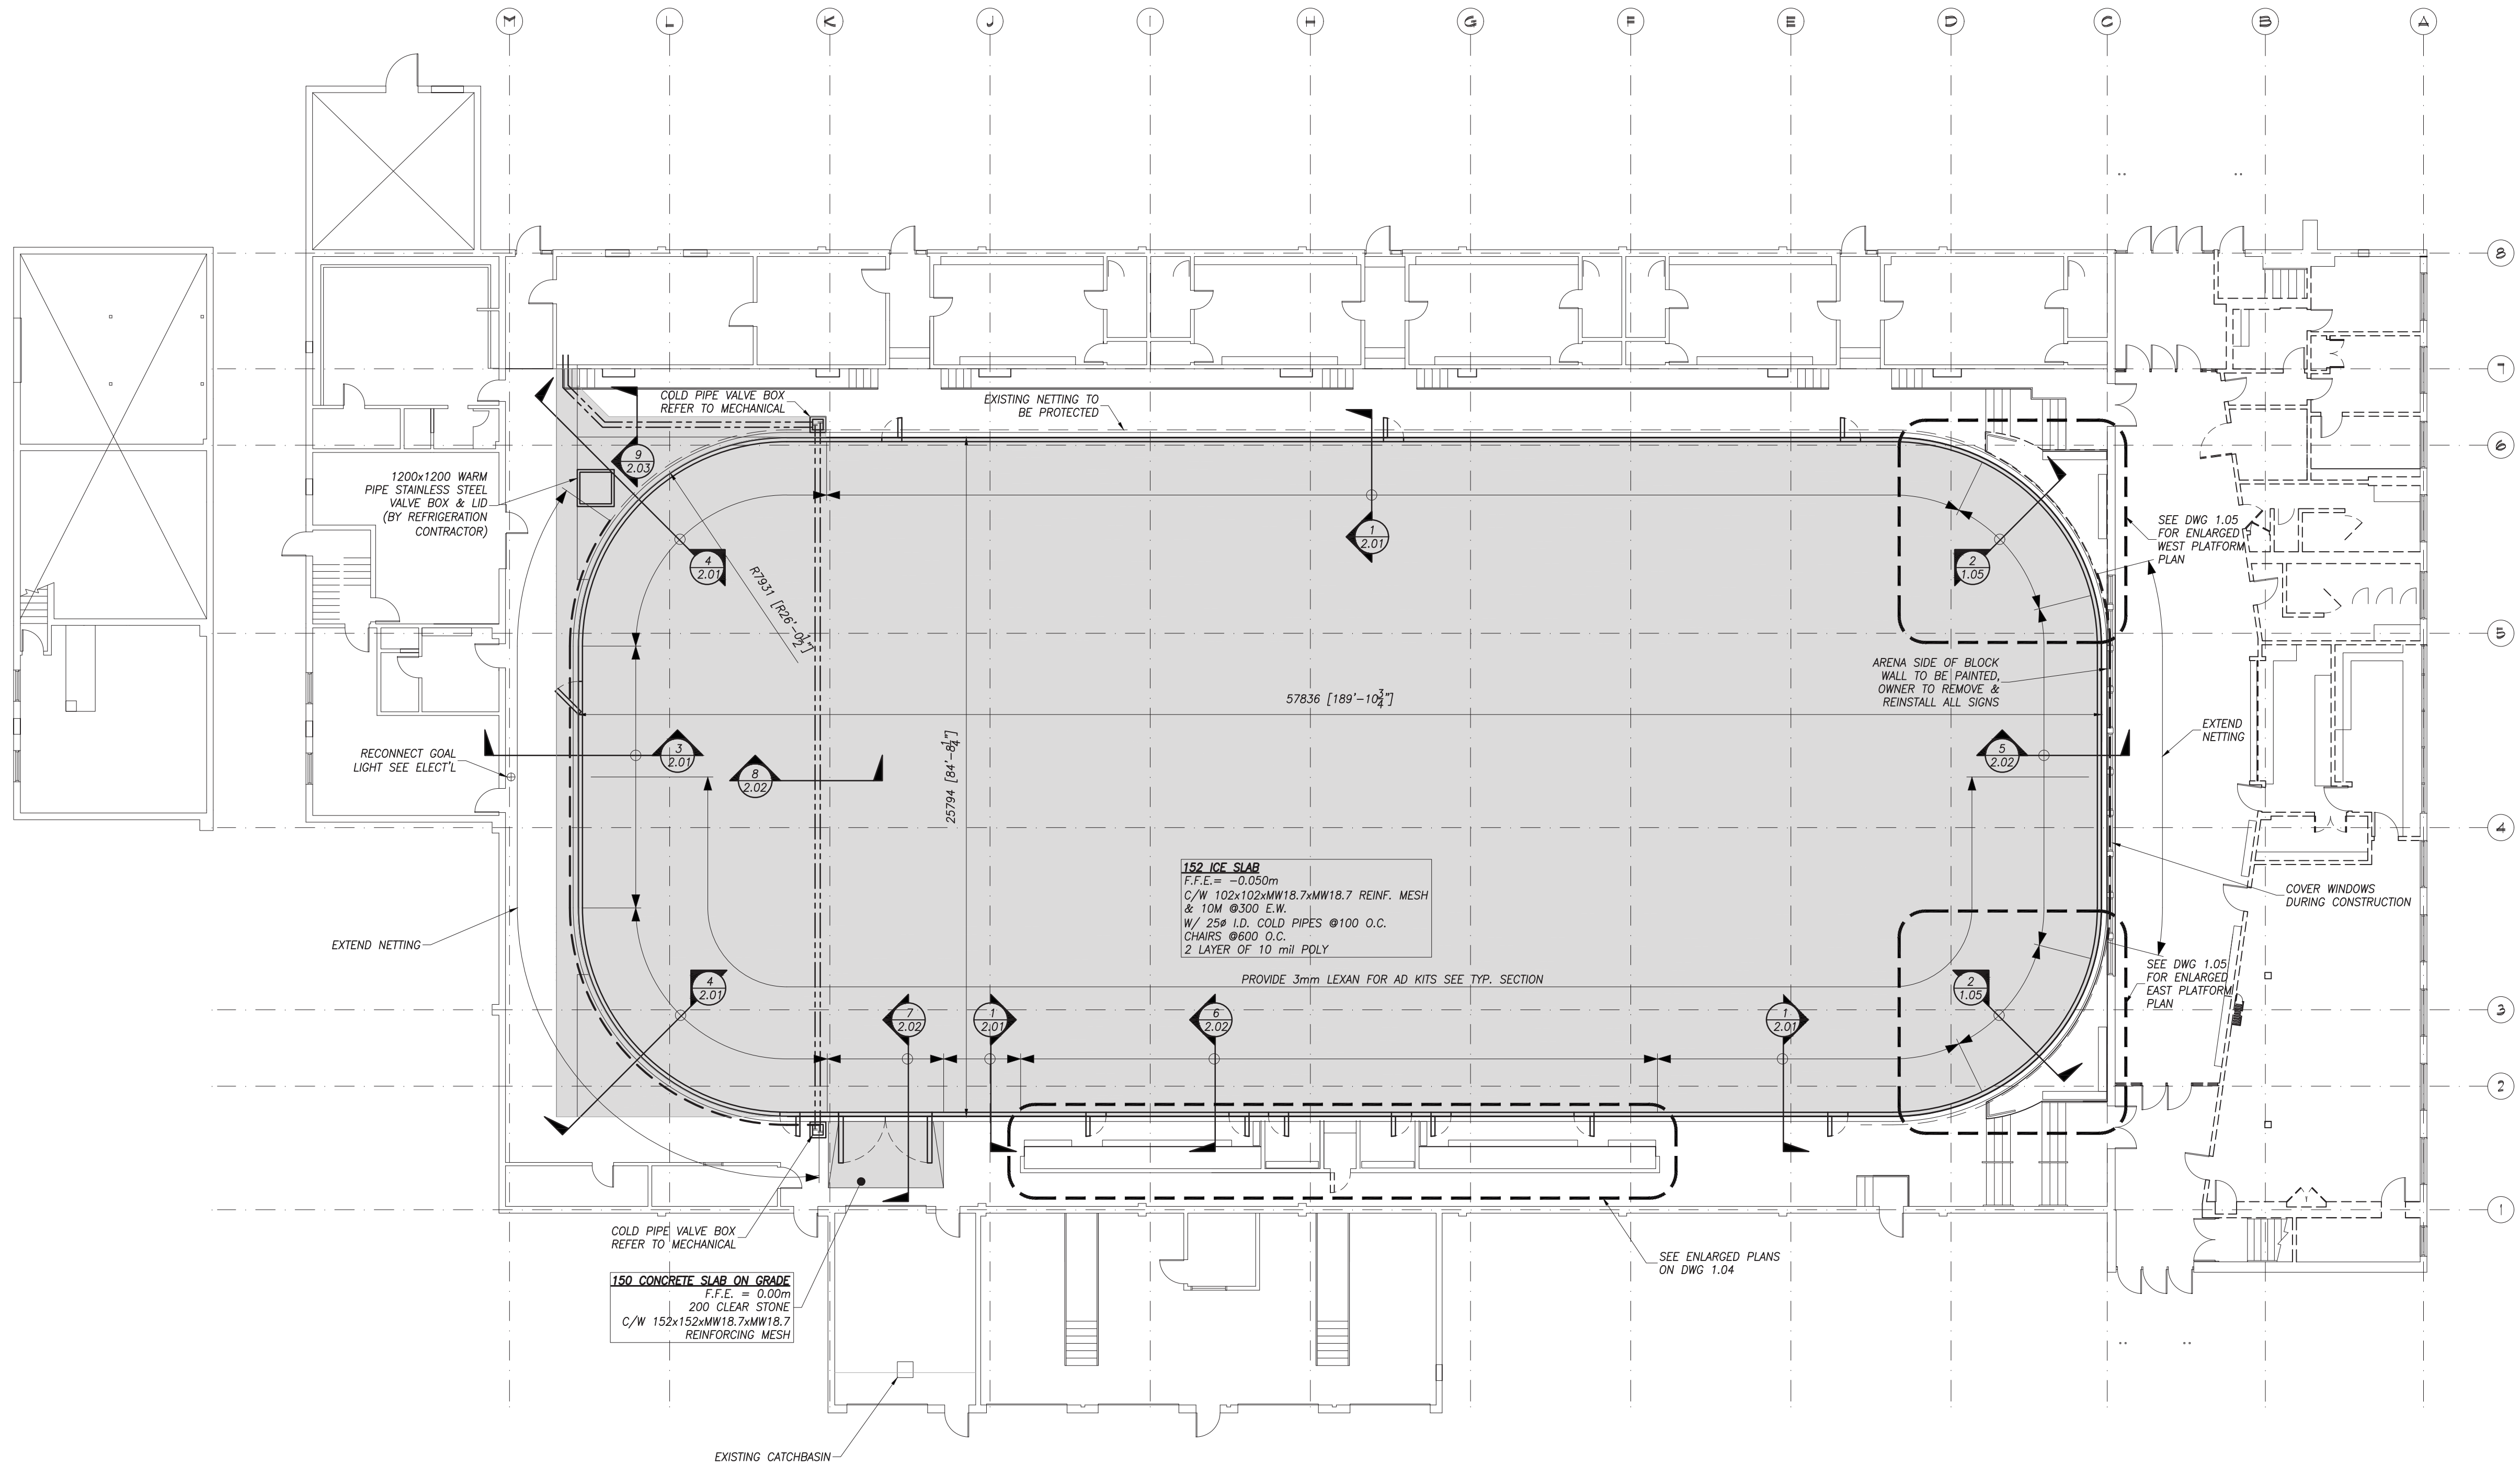 M
L
K
J
I
H
G
F
E
D
C
B
A
8
7
6
5
4
3
2
1
COLD PIPE VALVE BOX
REFER TO MECHANICAL
EXISTING NETTING TO
BE PROTECTED
9
2.03
1200x1200 WARM
PIPE STAINLESS STEEL
VALVE BOX & LID
(BY REFRIGERATION
CONTRACTOR)
4
2.01
R7931 [R26'-0½"]
1
2.01
2
1.05
SEE DWG 1.05
FOR ENLARGED
WEST PLATFORM
PLAN
ARENA SIDE OF BLOCK
WALL TO BE PAINTED,
OWNER TO REMOVE &
REINSTALL ALL SIGNS
57836 [189'-10¾"]
25794 [84'-8¼"]
EXTEND
NETTING
RECONNECT GOAL
LIGHT SEE ELECT'L
3
2.01
8
2.02
5
2.02
152 ICE SLAB
F.F.E.= -0.050m
C/W 102x102xMW18.7xMW18.7 REINF. MESH
& 10M @300 E.W.
W/ 25ø I.D. COLD PIPES @100 O.C.
CHAIRS @600 O.C.
2 LAYER OF 10 mil POLY
COVER WINDOWS
DURING CONSTRUCTION
EXTEND NETTING
PROVIDE 3mm LEXAN FOR AD KITS SEE TYP. SECTION
4
2.01
7
2.02
1
2.01
6
2.02
1
2.01
2
1.05
SEE DWG 1.05
FOR ENLARGED
EAST PLATFORM
PLAN
COLD PIPE VALVE BOX
REFER TO MECHANICAL
SEE ENLARGED PLANS
ON DWG 1.04
150 CONCRETE SLAB ON GRADE
F.F.E. = 0.00m
200 CLEAR STONE
C/W 152x152xMW18.7xMW18.7
REINFORCING MESH
EXISTING CATCHBASIN